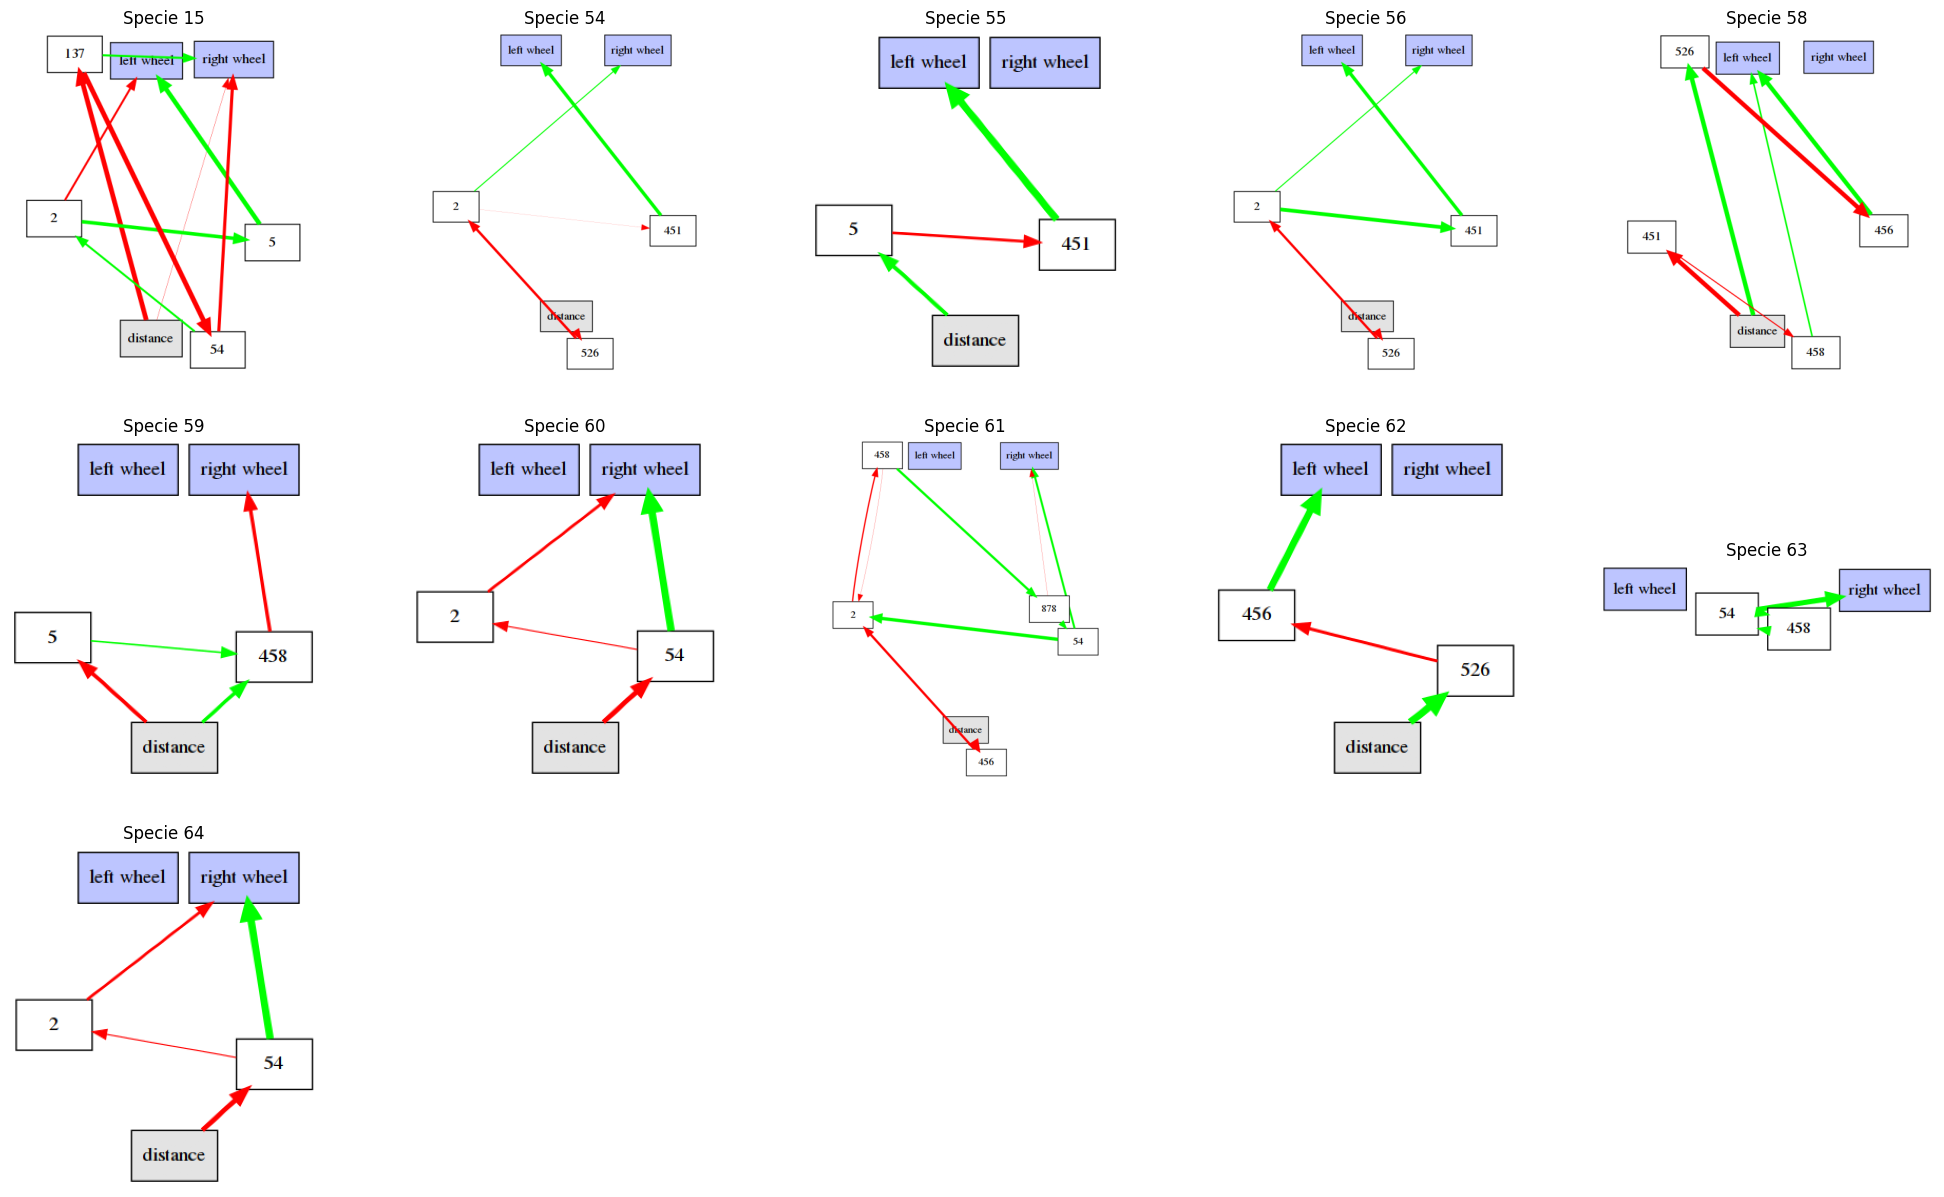 Specie 15
137
left wheel
right wheel
2
5
distance
54
Specie 54
left wheel
right wheel
2
451
distance
526
Specie 55
left wheel
right wheel
5
451
distance
Specie 56
left wheel
right wheel
2
451
distance
526
Specie 58
526
left wheel
right wheel
451
456
distance
458
Specie 59
left wheel
right wheel
5
458
distance
Specie 60
left wheel
right wheel
2
54
distance
Specie 61
458
left wheel
right wheel
2
878
54
distance
456
Specie 62
left wheel
right wheel
456
526
distance
Specie 63
left wheel
right wheel
54
458
Specie 64
left wheel
right wheel
2
54
distance